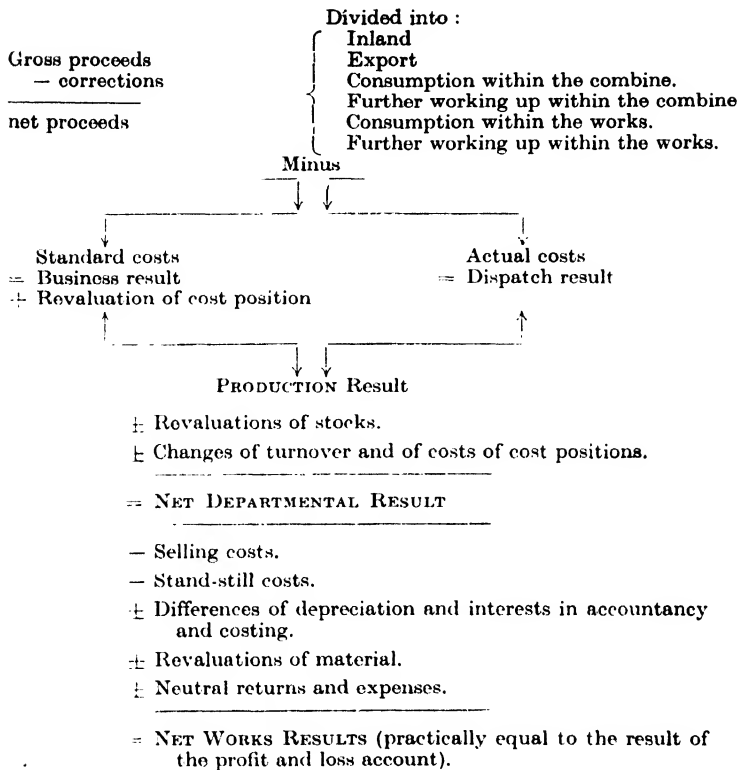 Divided into :
Inland
Gross proceeds
Export
— corrections
Consumption within the combine.
Further working up within the combine
net proceeds
Consumption within the works.
Further working up within the works.
Minus
Standard costs
= Business result
± Revaluation of cost position
Actual costs
= Dispatch result
PRODUCTION Result
± Revaluations of stocks.
± Changes of turnover and of costs of cost positions.
= NET DEPARTMENTAL RESULT
— Selling costs.
— Stand-still costs.
± Differences of depreciation and interests in accountancy
and costing.
± Revaluations of material.
± Neutral returns and expenses.
= NET WORKS RESULTS (practically equal to the result of
the profit and loss account).